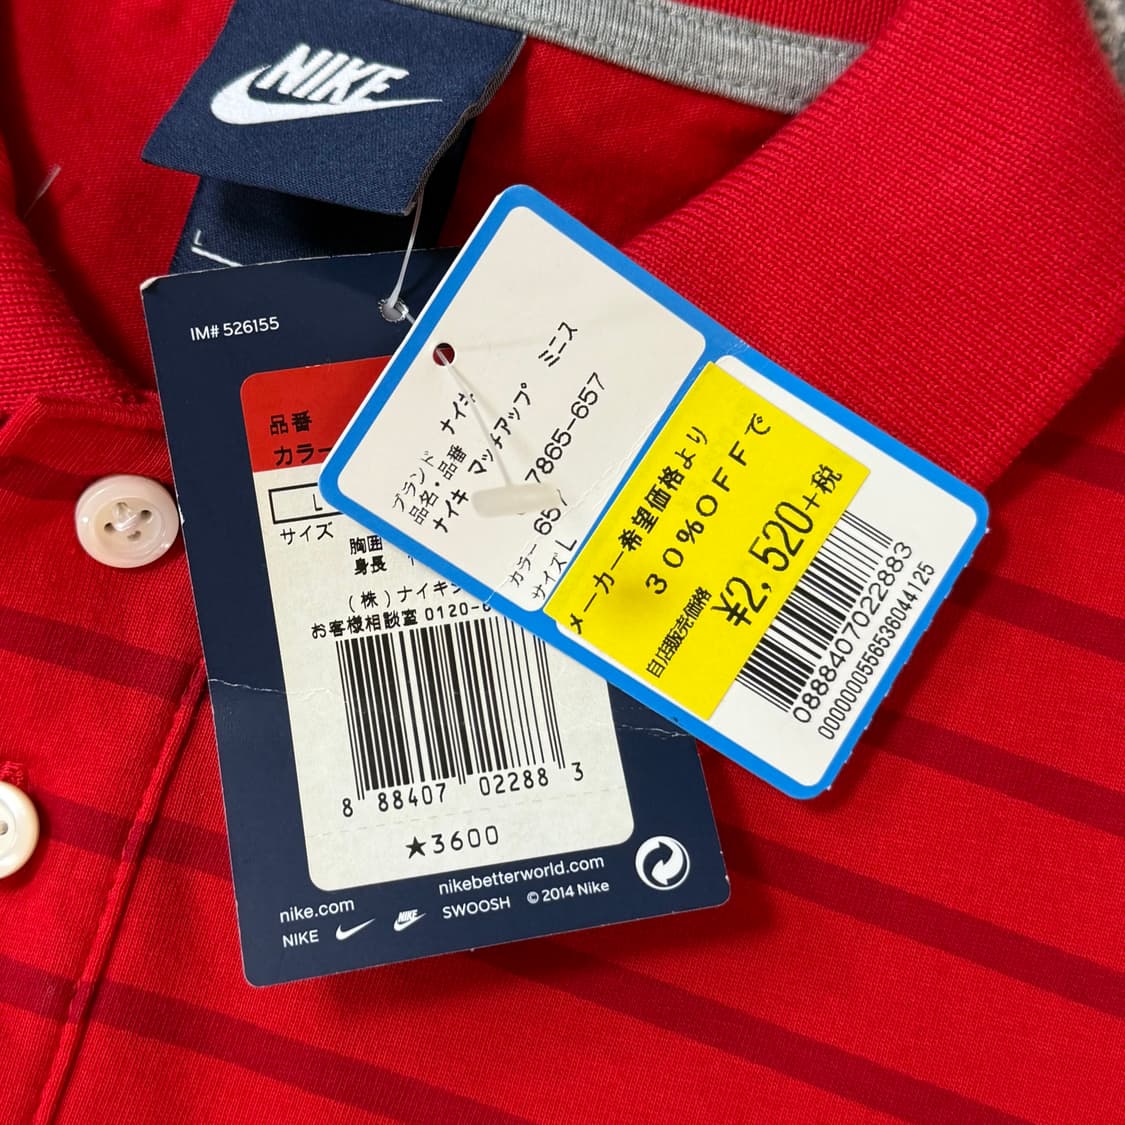 NIKE
L
IM# 526155
品番
カラー
L
サイズ
胸囲
身長
(株)ナイキ
お客様相談室 0120-
8 88407 02288 3
★3600
nikebetterworld.com
nike.com
NIKE NIKE SWOOSH © 2014 Nike
ブランド ナイキ
品名・品番
ナイキ マッチアップ ミニス
7865-657
カラー 657
サイズ L
メーカー希望価格より
30%OFFで
自店販売価格
¥2,520+税
0888407022883
000000556536044125